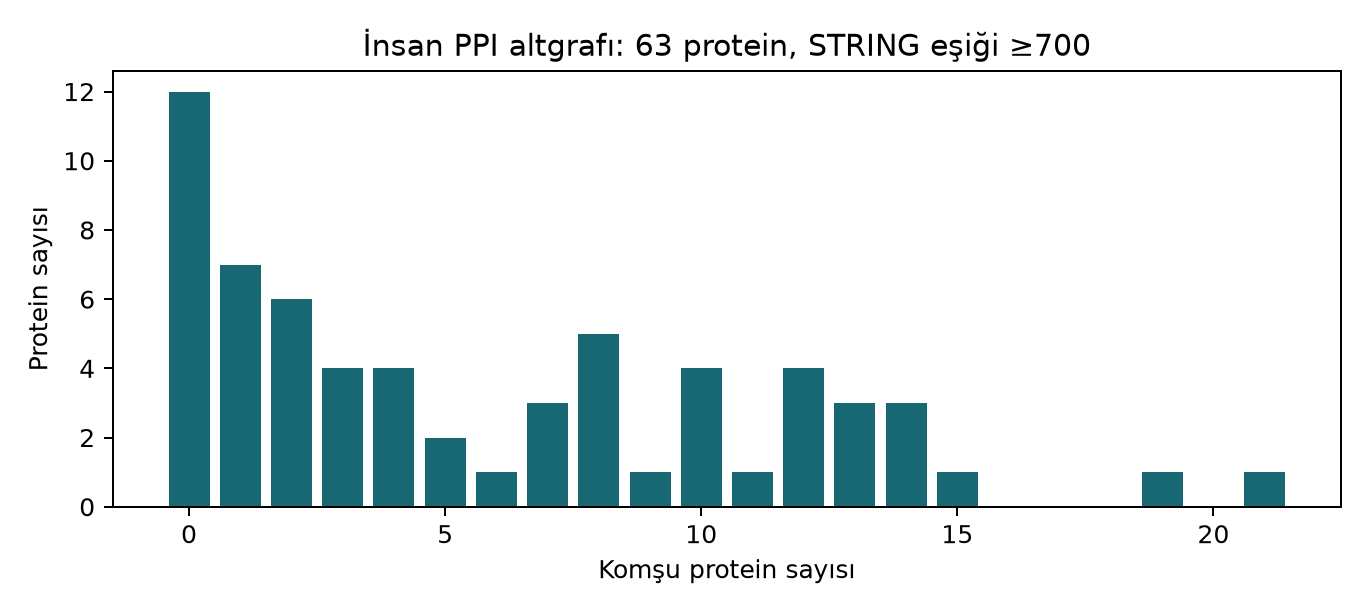 İnsan PPI altgrafı: 63 protein, STRING eşiği ≥700
Protein sayısı
12
10
8
6
4
2
0
0 5 10 15 20
Komşu protein sayısı